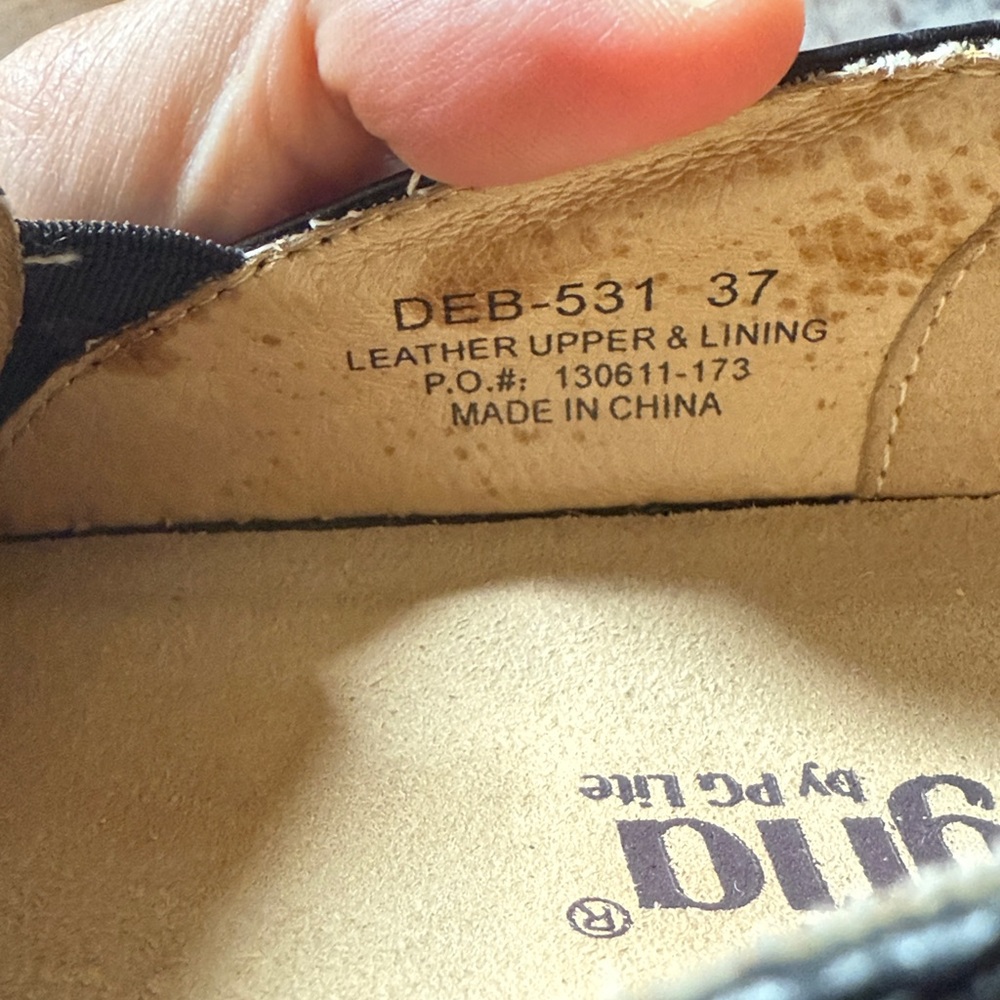 DEB-531 37
LEATHER UPPER & LINING
P.O.#: 130611-173
MADE IN CHINA
by PG Lite
®